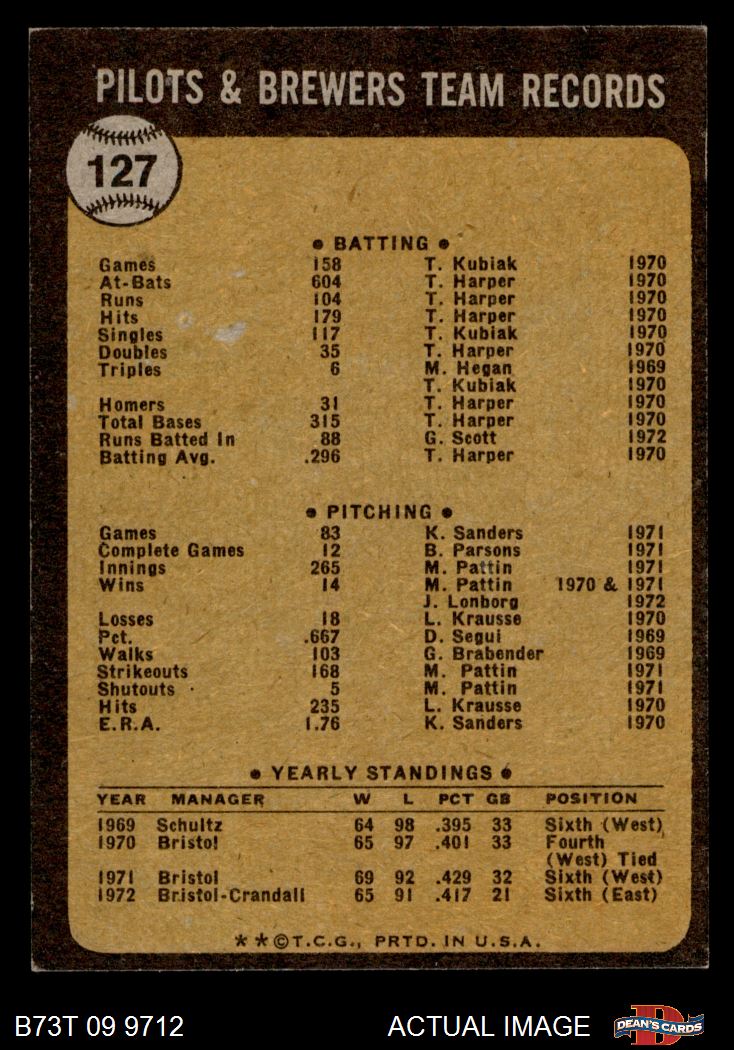 PILOTS & BREWERS TEAM RECORDS
127
• BATTING •
Games 158 T. Kubiak 1970
At-Bats 604 T. Harper 1970
Runs 104 T. Harper 1970
Hits 179 T. Harper 1970
Singles 117 T. Kubiak 1970
Doubles 35 T. Harper 1970
Triples 6 M. Hegan 1969
T. Kubiak 1970
Homers 31 T. Harper 1970
Total Bases 315 T. Harper 1970
Runs Batted In 88 G. Scott 1972
Batting Avg. .296 T. Harper 1970
• PITCHING •
Games 83 K. Sanders 1971
Complete Games 12 B. Parsons 1971
Innings 265 M. Pattin 1971
Wins 14 M. Pattin 1970 & 1971
J. Lonborg 1972
Losses 18 L. Krausse 1970
Pct. .667 D. Segui 1969
Walks 103 G. Brabender 1969
Strikeouts 168 M. Pattin 1971
Shutouts 5 M. Pattin 1971
Hits 235 L. Krausse 1970
E.R.A. 1.76 K. Sanders 1970
• YEARLY STANDINGS •
YEAR MANAGER W L PCT GB POSITION
1969 Schultz 64 98 .395 33 Sixth (West)
1970 Bristol 65 97 .401 33 Fourth
(West) Tied
1971 Bristol 69 92 .429 32 Sixth (West)
1972 Bristol-Crandall 65 91 .417 21 Sixth (East)
* * © T.C.G., PRTD. IN U.S.A.
B73T 09 9712 ACTUAL IMAGE D DEAN'S CARDS